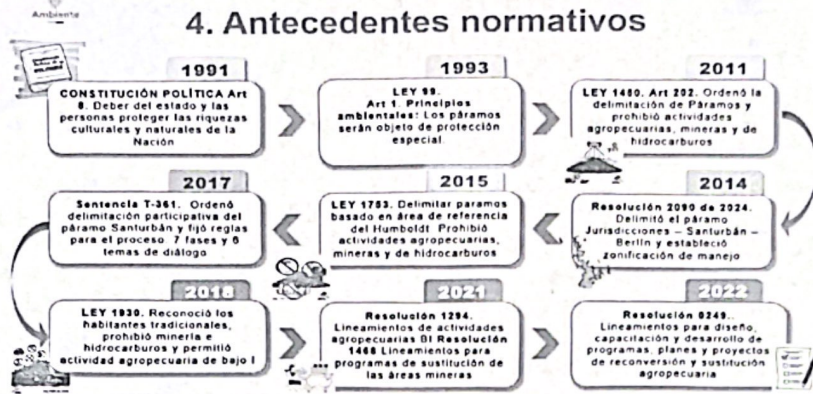 Ambiente
4. Antecedentes normativos
1991
CONSTITUCIÓN POLÍTICA Art
8. Deber del estado y las
personas proteger las riquezas
culturales y naturales de la
Nación
1993
LEY 99.
Art 1. Principios
ambientales: Los páramos
serán objeto de protección
especial.
2011
LEY 1450. Art 202. Ordenó la
delimitación de Páramos y
prohibió actividades
agropecuarias, mineras y de
hidrocarburos
2014
Resolución 2090 de 2024.
Delimitó el páramo
Jurisdicciones – Santurbán –
Berlín y estableció
zonificación de manejo
2015
LEY 1753. Delimitar paramos
basado en área de referencia
del Humboldt Prohibió
actividades agropecuarias,
mineras y de hidrocarburos
2017
Sentencia T-361. Ordenó
delimitación participativa del
páramo Santurbán y fijó reglas
para el proceso. 7 fases y 6
temas de diálogo
2018
LEY 1930. Reconoció los
habitantes tradicionales,
prohibió minería e
hidrocarburos y permitió
actividad agropecuaria de bajo I
2021
Resolución 1294.
Lineamientos de actividades
agropecuarias BI Resolución
1468 Lineamientos para
programas de sustitución de
las áreas mineras
2022
Resolución 0249..
Lineamientos para diseño,
capacitación y desarrollo de
programas, planes y proyectos
de reconversión y sustitución
agropecuaria